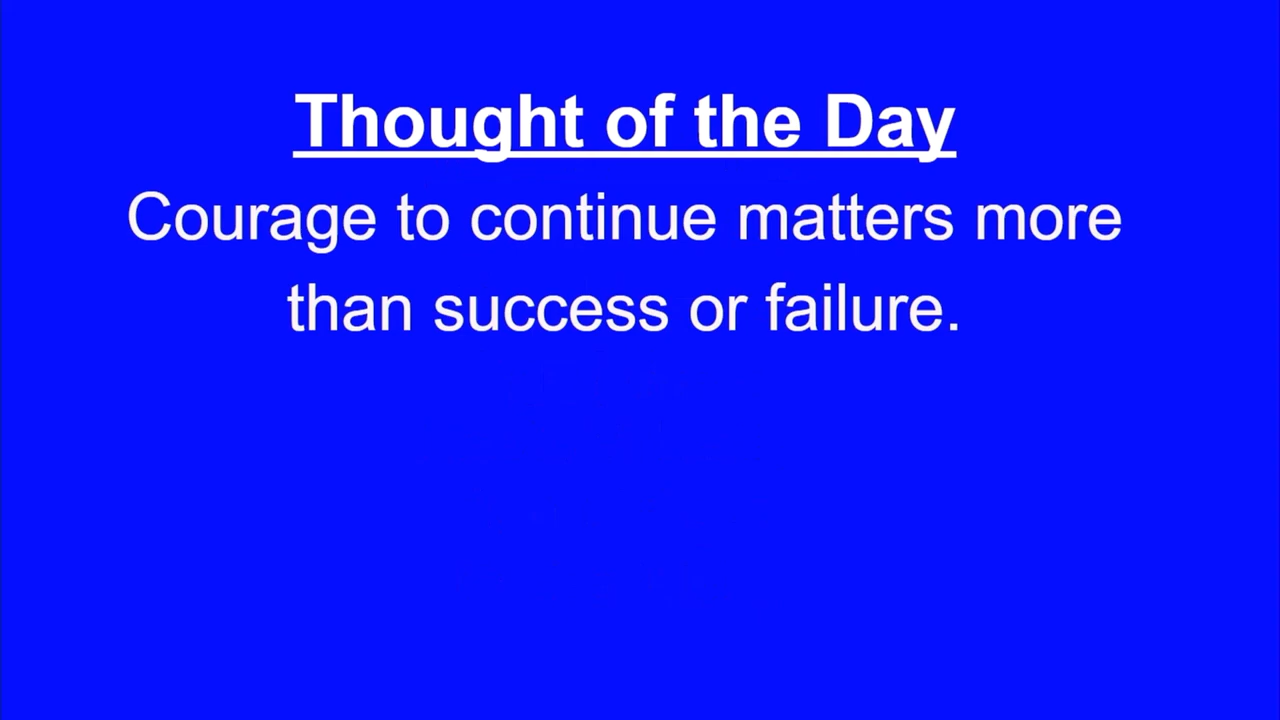 Thought of the Day
Courage to continue matters more
than success or failure.